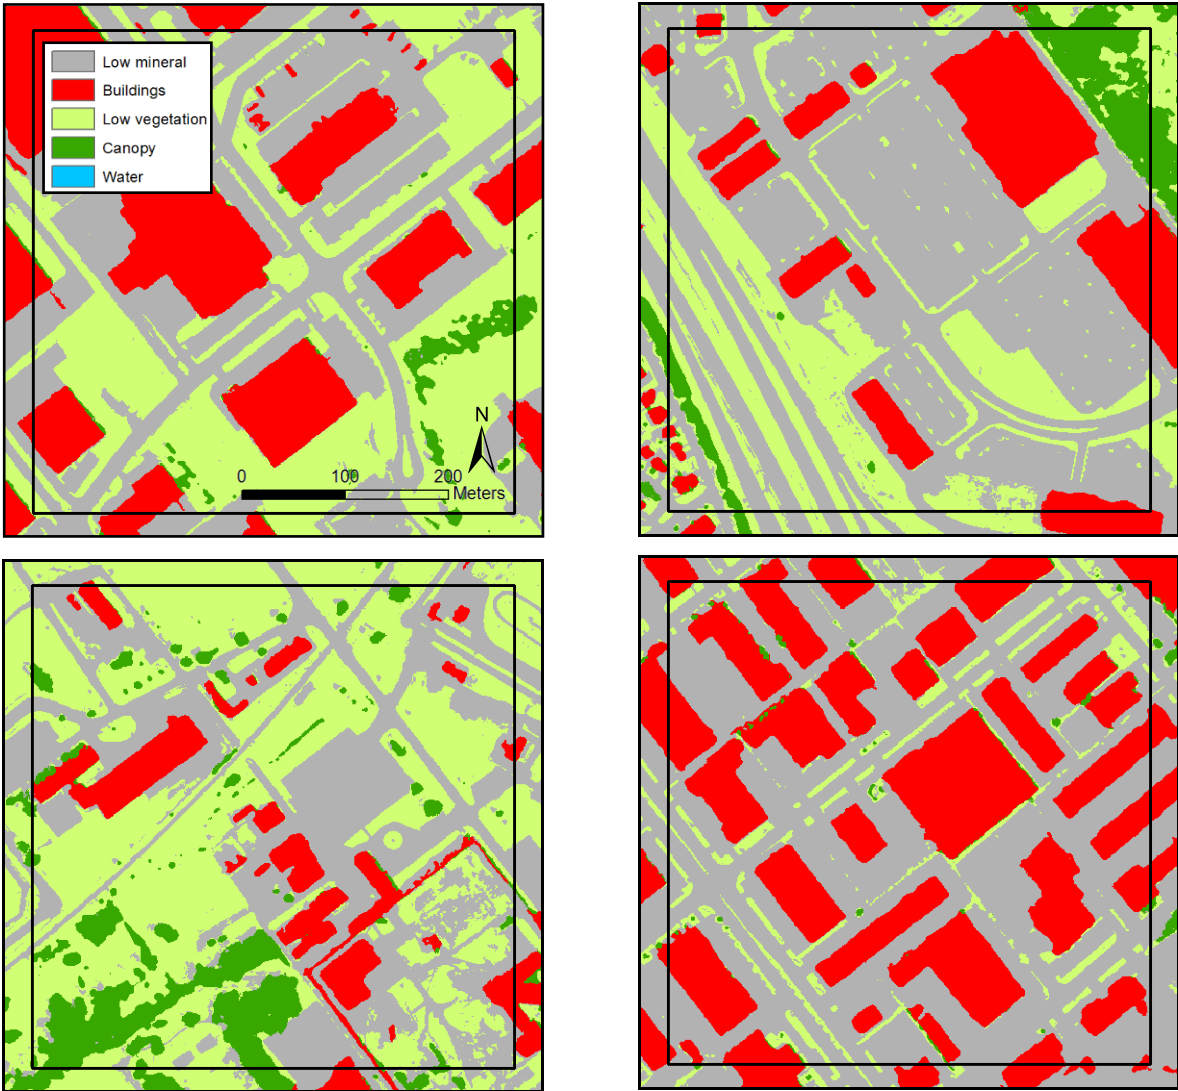 Low mineral
Buildings
Low vegetation
Canopy
Water
N
0 100 200
Meters